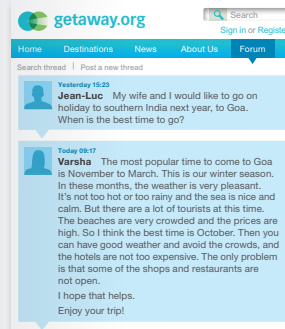 getaway.org
Search
Sign in or Registe
Home Destinations News About Us Forum
Search thread | Post a new thread
Yesterday 15:23
Jean-Luc My wife and I would like to go on
holiday to southern India next year, to Goa.
When is the best time to go?
Today 09:17
Varsha The most popular time to come to Goa
is November to March. This is our winter season.
In these months, the weather is very pleasant.
It's not too hot or too rainy and the sea is nice and
calm. But there are a lot of tourists at this time.
The beaches are very crowded and the prices are
high. So I think the best time is October. Then you
can have good weather and avoid the crowds, and
the hotels are not too expensive. The only problem
is that some of the shops and restaurants are
not open.
I hope that helps.
Enjoy your trip!